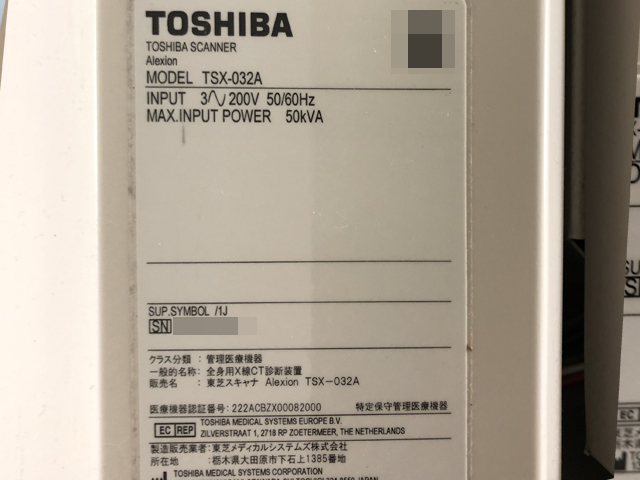 TOSHIBA
TOSHIBA SCANNER
Alexion
MODEL TSX-032A
INPUT 3∿200V 50/60Hz
MAX.INPUT POWER 50kVA
SUP.SYMBOL /1J
SN
クラス分類 : 管理医療機器
一般的名称: 全身用X線CT診断装置
販売名 : 東芝スキャナ Alexion TSX-032A
医療機器認証番号: 222ACBZX00082000 特定保守管理医療機器
EC REP TOSHIBA MEDICAL SYSTEMS EUROPE B.V.
ZILVERSTRAAT 1, 2718 RP ZOETERMEER, THE NETHERLANDS
製造販売業者: 東芝メディカルシステムズ株式会社
所在地 : 栃木県大田原市下石上1385番地
TOSHIBA MEDICAL SYSTEMS CORPORATION